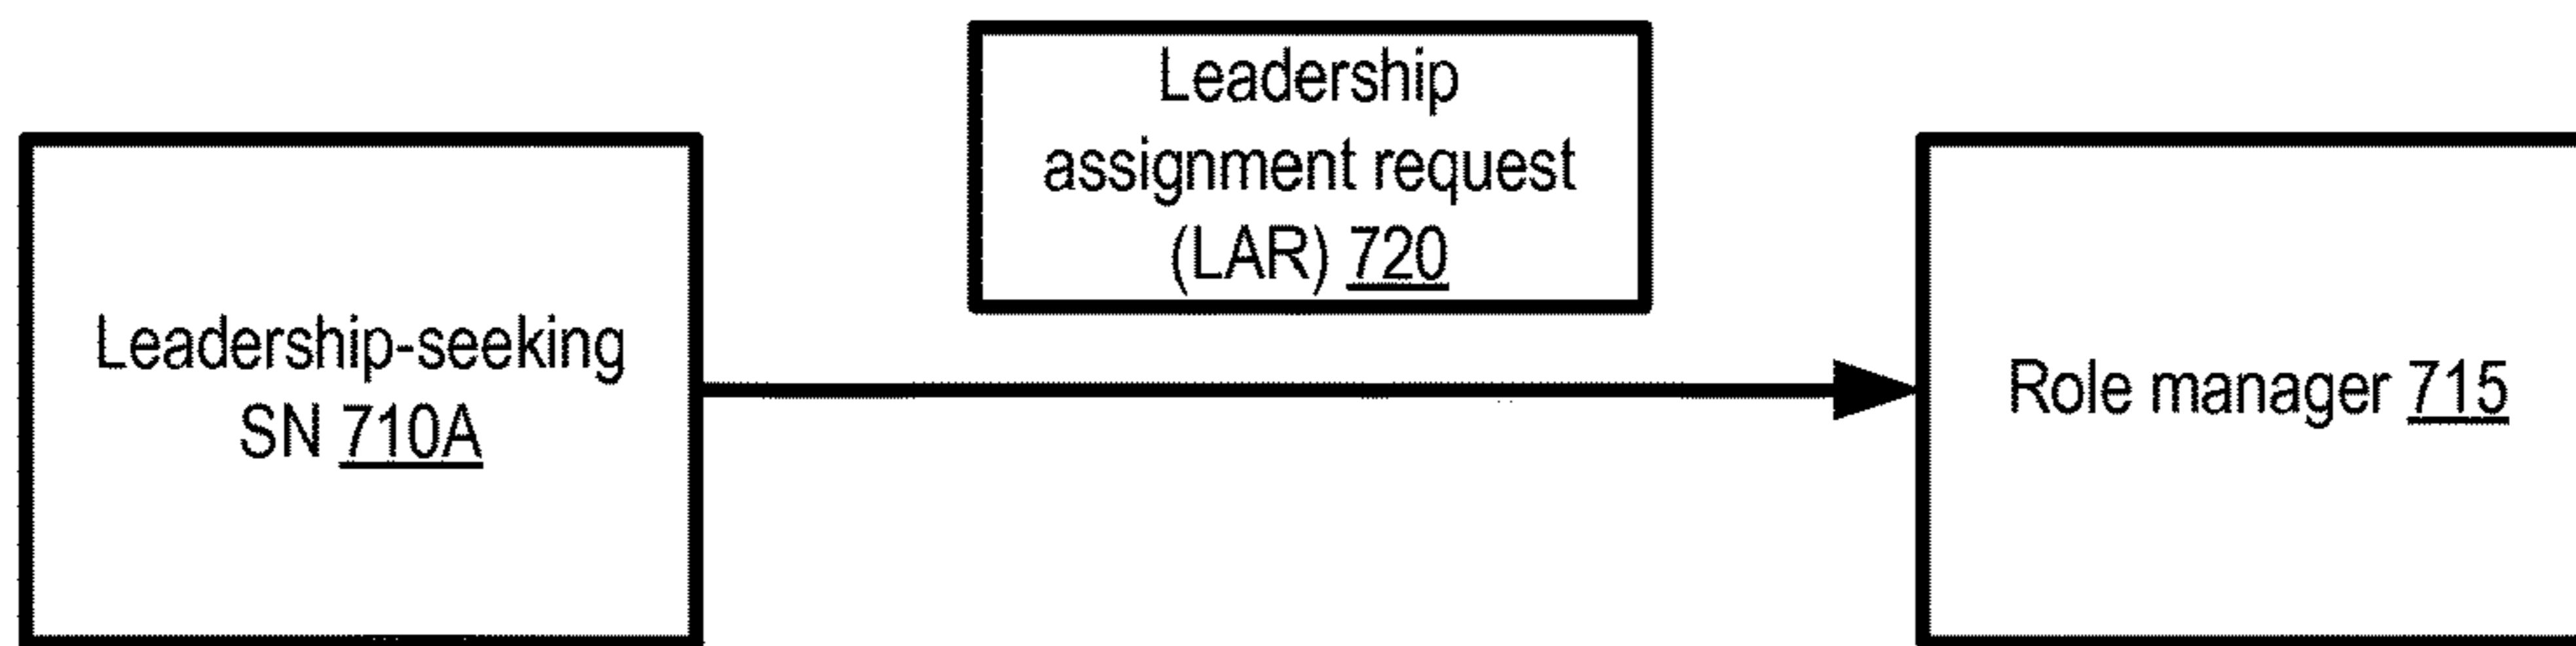 Leadership
assignment request
(LAR) 720
Leadership-seeking
SN 710A
Role manager 715